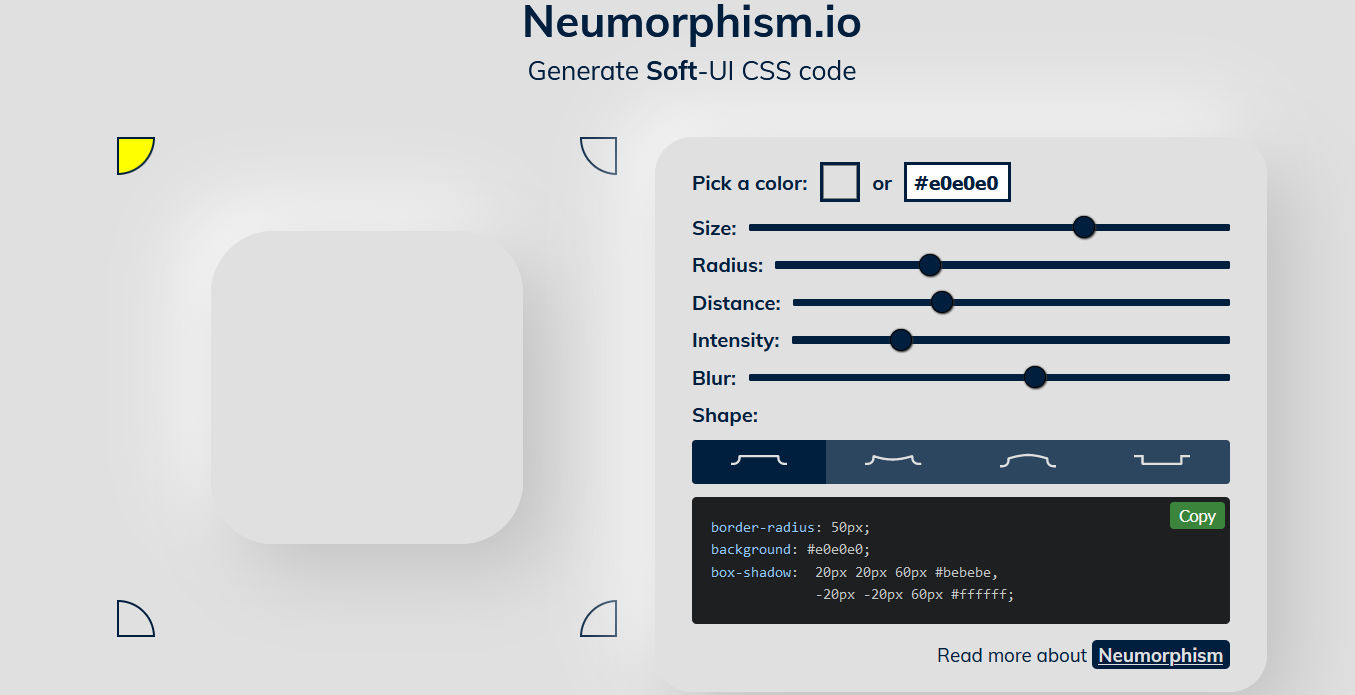 Neumorphism.io
Generate Soft-UI CSS code
Pick a color: or #e0e0e0
Size:
Radius:
Distance:
Intensity:
Blur:
Shape:
Copy
border-radius: 50px;
background: #e0e0e0;
box-shadow:  20px 20px 60px #bebebe,
             -20px -20px 60px #ffffff;
Read more about Neumorphism